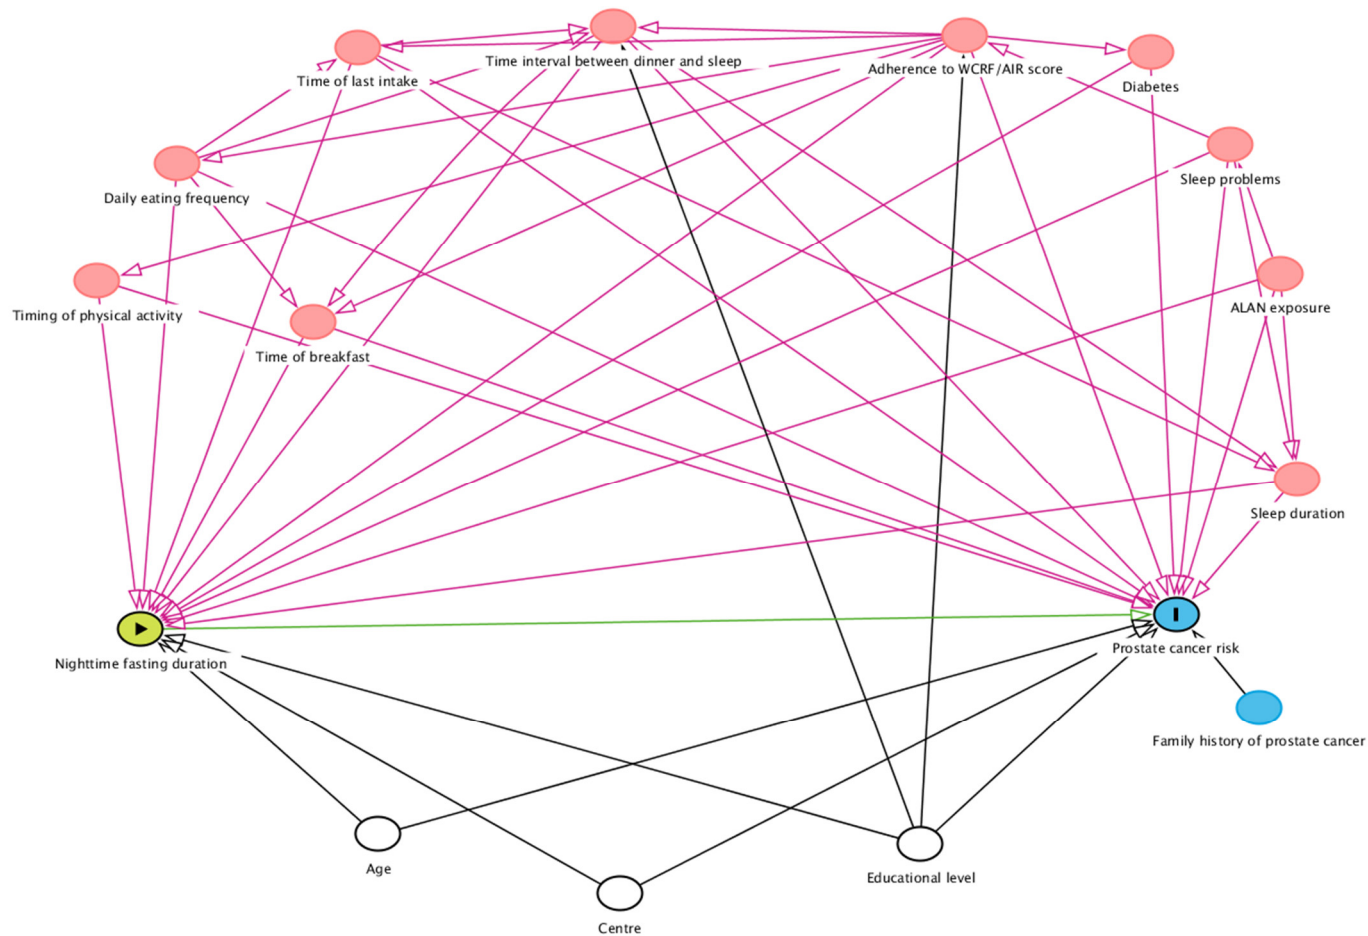 Time interval between dinner and sleep
Adherence to WCRF/AIR score
Time of last intake
Diabetes
Sleep problems
Daily eating frequency
ALAN exposure
Timing of physical activity
Time of breakfast
Sleep duration
Prostate cancer risk
Nighttime fasting duration
Family history of prostate cancer
Age
Educational level
Centre